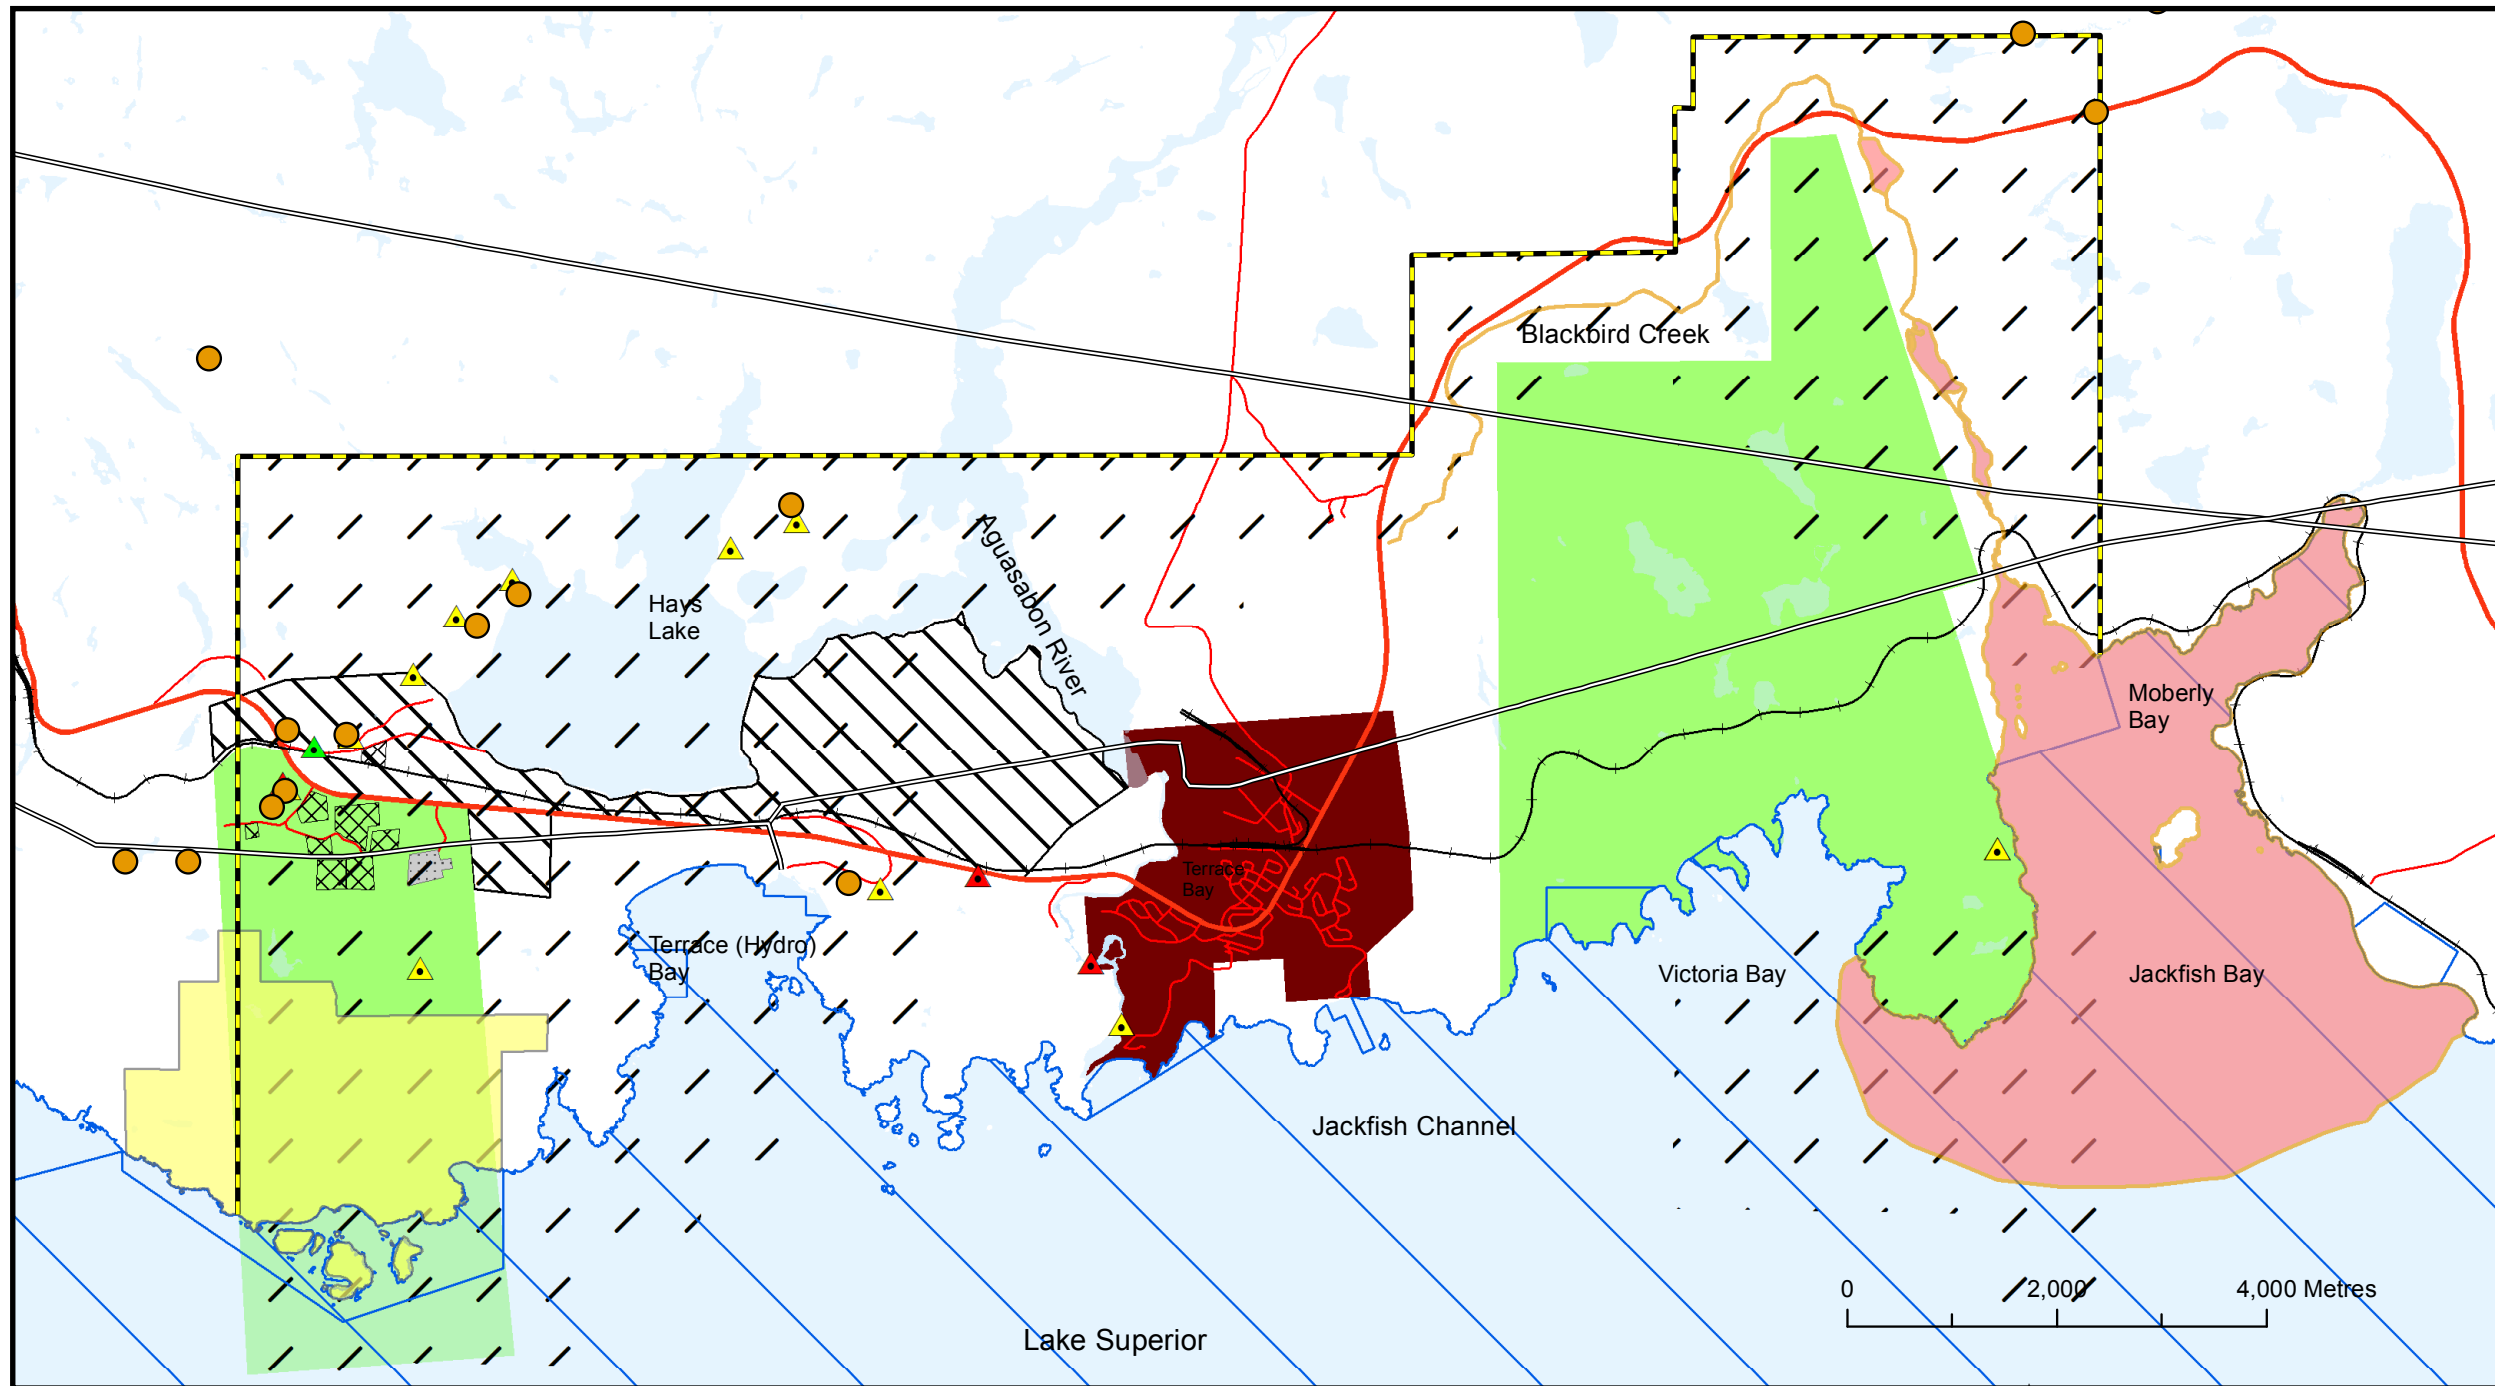 Blackbird Creek
Aguasabon River
Hays
Lake
Moberly
Bay
Terrace
Bay
Terrace (Hydro)
Bay
Victoria Bay
Jackfish Bay
Jackfish Channel
0 2,000 4,000 Metres
Lake Superior